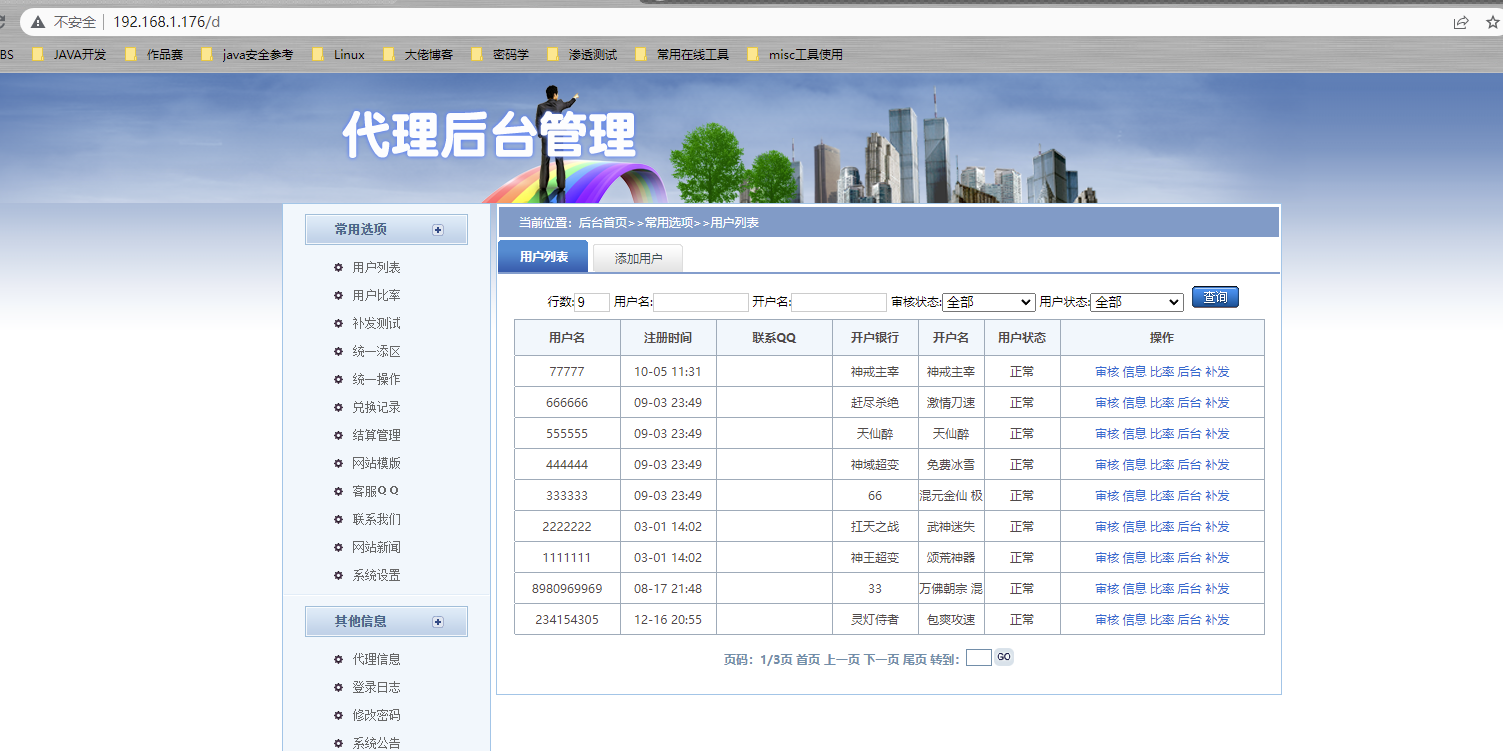 不安全 192.168.1.176/d
BS JAVA开发 作品赛 java安全参考 Linux 大佬博客 密码学 渗透测试 常用在线工具 misc工具使用
代理后台管理
常用选项
用户列表
用户比率
补发测试
统一添区
统一操作
兑换记录
结算管理
网站模版
客服QQ
联系我们
网站新闻
系统设置
其他信息
代理信息
登录日志
修改密码
系统公告
当前位置：后台首页>>常用选项>>用户列表
用户列表 添加用户
行数:9 用户名: 开户名: 审核状态:全部 用户状态:全部 查询
用户名 注册时间 联系QQ 开户银行 开户名 用户状态 操作
77777 10-05 11:31 神戒主宰 神戒主宰 正常 审核 信息 比率 后台 补发
666666 09-03 23:49 赶尽杀绝 激情刀速 正常 审核 信息 比率 后台 补发
555555 09-03 23:49 天仙醉 天仙醉 正常 审核 信息 比率 后台 补发
444444 09-03 23:49 神域超变 免费冰雪 正常 审核 信息 比率 后台 补发
333333 09-03 23:49 66 混元金仙 极 正常 审核 信息 比率 后台 补发
2222222 03-01 14:02 扛天之战 武神迷失 正常 审核 信息 比率 后台 补发
1111111 03-01 14:02 神王超变 颂荒神器 正常 审核 信息 比率 后台 补发
8980969969 08-17 21:48 33 万佛朝宗 混 正常 审核 信息 比率 后台 补发
234154305 12-16 20:55 灵灯侍者 包爽攻速 正常 审核 信息 比率 后台 补发
页码：1/3页 首页 上一页 下一页 尾页 转到： GO